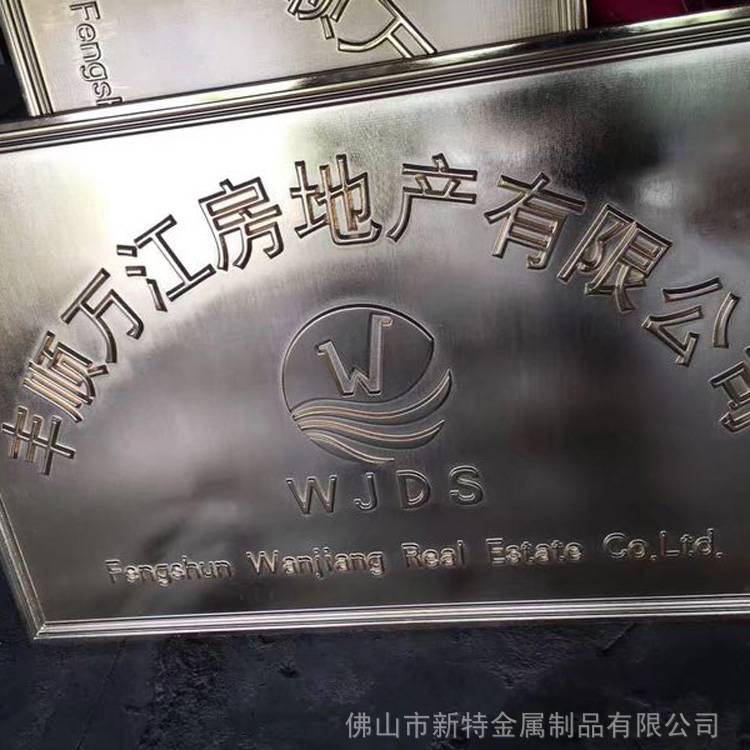 Fengsh
丰顺万江房地产有限公司
W
WJDS
Fengshun Wanjiang Real Estate Co.Ltd.
佛山市新特金属制品有限公司